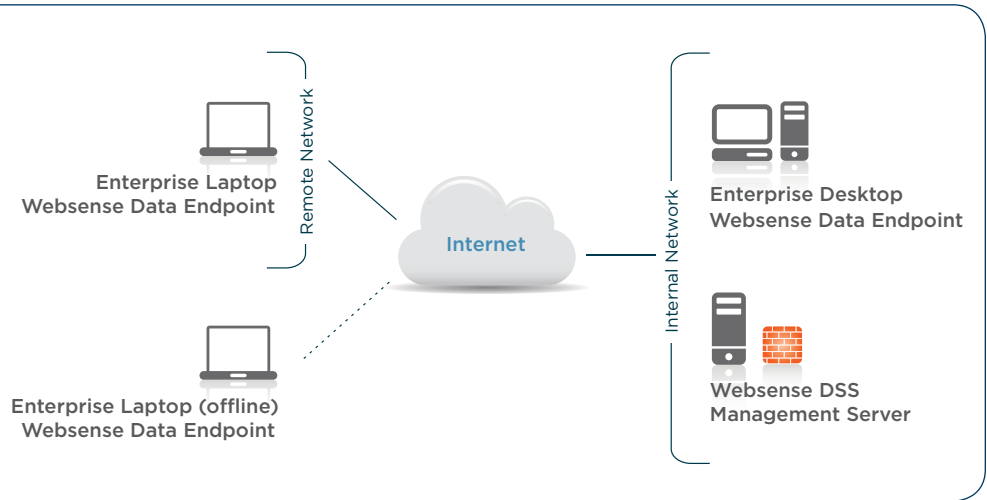 Enterprise Laptop
Websense Data Endpoint
Remote Network
Enterprise Laptop (offline)
Websense Data Endpoint
Internet
Internal Network
Enterprise Desktop
Websense Data Endpoint
Websense DSS
Management Server